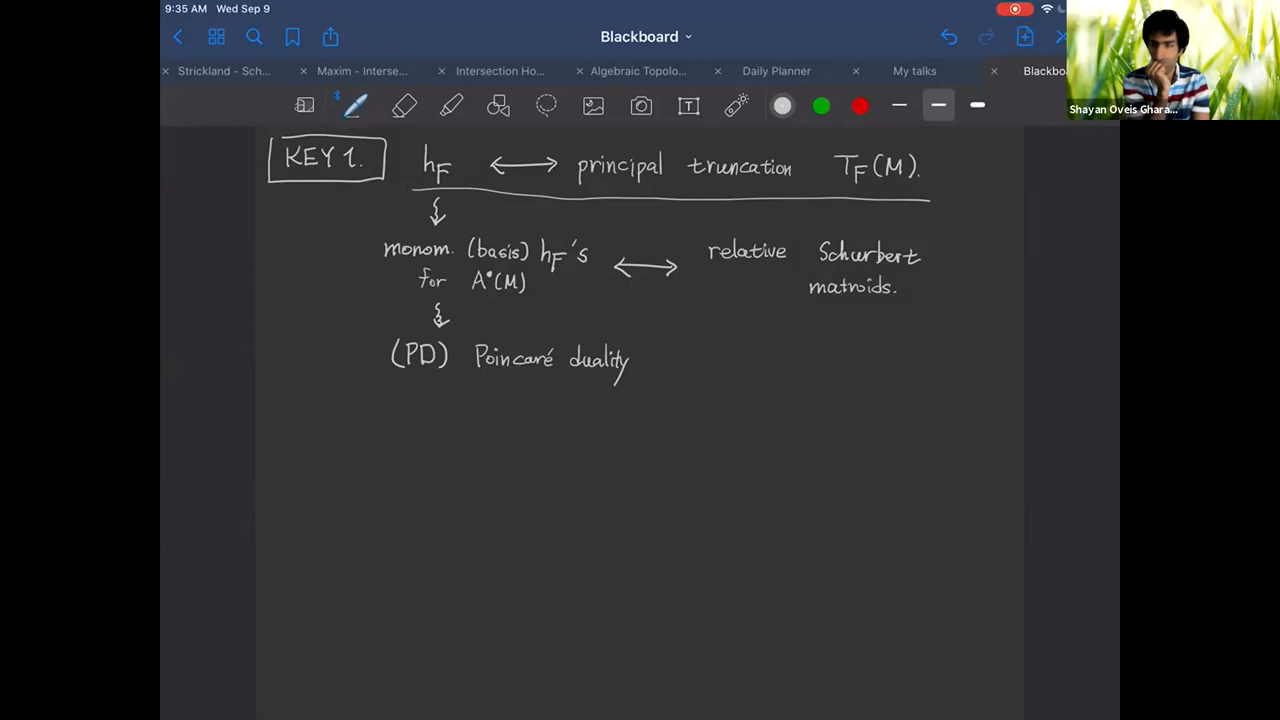 9:35 AM Wed Sep 9
Blackboard
Strickland - Sch...
Maxim - Interse...
Intersection Ho...
Algebraic Topolo...
Daily Planner
My talks
Blackboa
Shayan Oveis Ghara...
KEY 1. h_F ⟷ principal truncation T_F(M).
monom. (basis) h_F's ⟷ relative Schurbert
for A•(M) matroids.
(PD) Poincaré duality